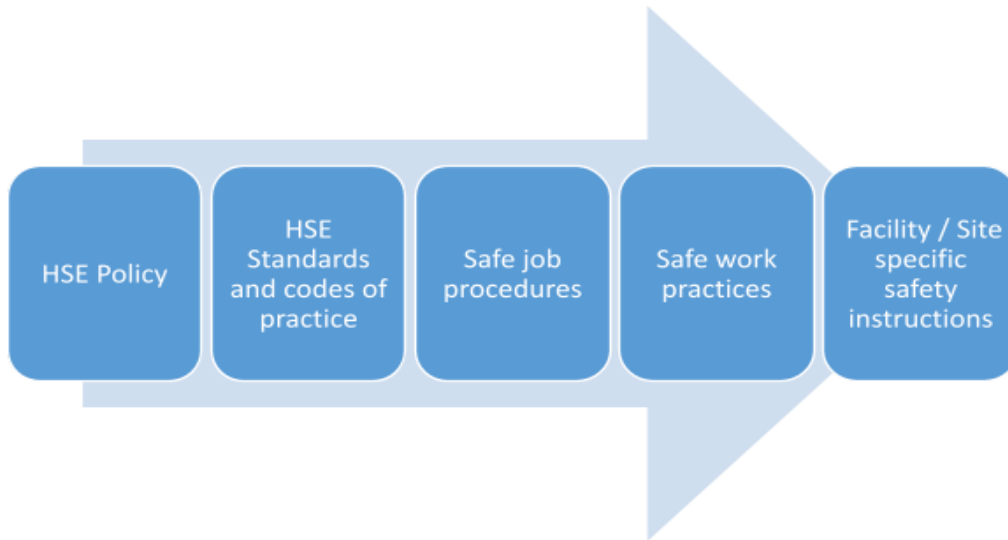 HSE Policy
HSE
Standards
and codes of
practice
Safe job
procedures
Safe work
practices
Facility / Site
specific
safety
instructions